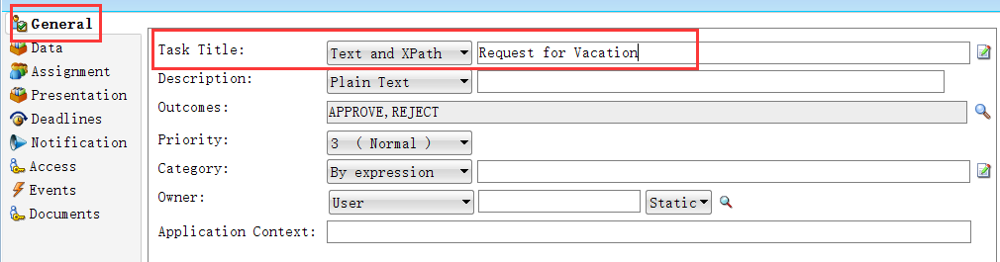 General
Data
Assignment
Presentation
Deadlines
Notification
Access
Events
Documents
Task Title: Text and XPath Request for Vacation
Description: Plain Text
Outcomes: APPROVE,REJECT
Priority: 3 ( Normal )
Category: By expression
Owner: User Static
Application Context: